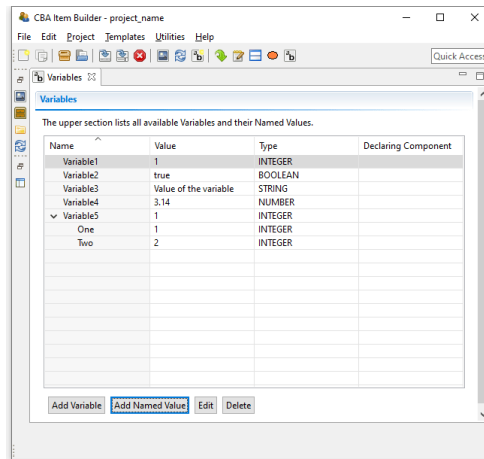 CBA Item Builder - project_name
File Edit Project Templates Utilities Help
Quick Access
Variables
Variables
The upper section lists all available Variables and their Named Values.
Name Value Type Declaring Component
Variable1 1 INTEGER
Variable2 true BOOLEAN
Variable3 Value of the variable STRING
Variable4 3.14 NUMBER
Variable5 1 INTEGER
One 1 INTEGER
Two 2 INTEGER
Add Variable Add Named Value Edit Delete